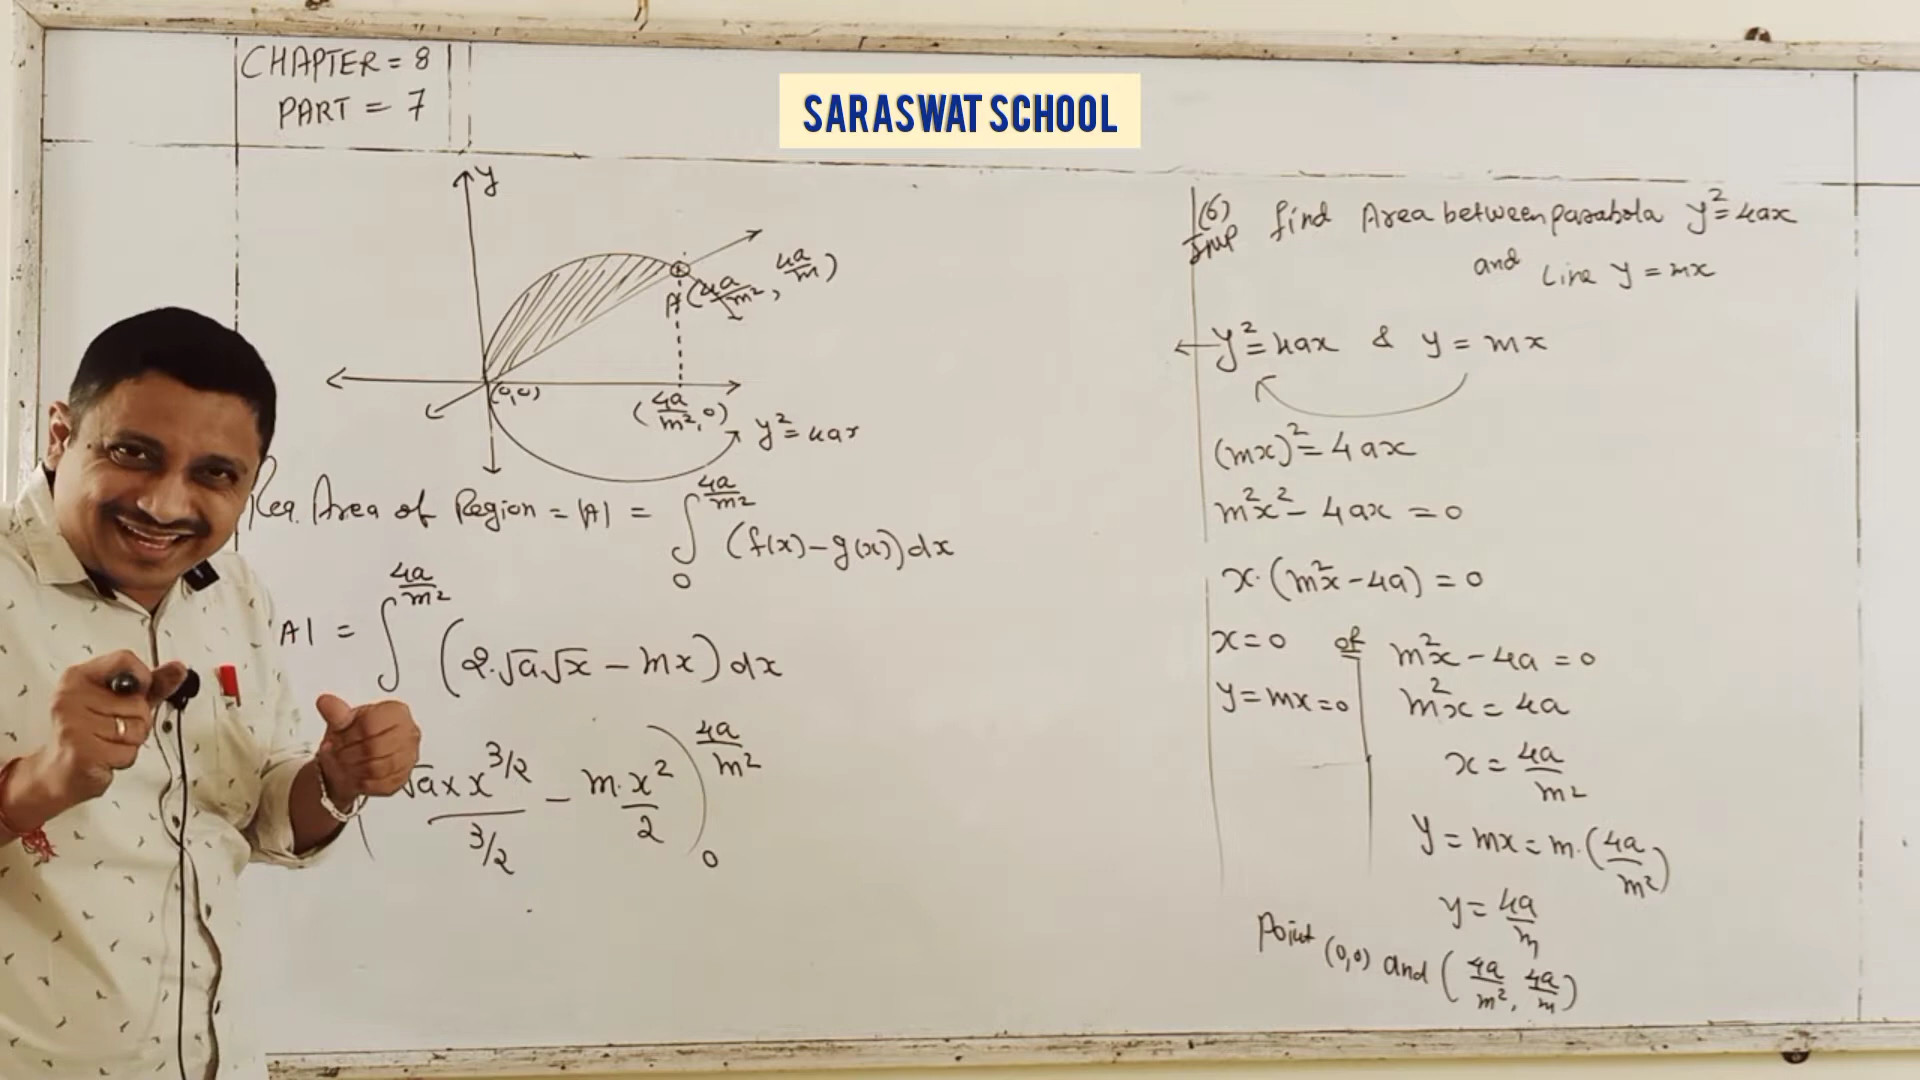 CHAPTER = 8
PART = 7
SARASWAT SCHOOL
y
A(4a/m², 4a/m)
(0,0)
(4a/m², 0)
y² = 4ax
Req. Area of Region = |A| = ∫₀^(4a/m²) (f(x) – g(x)) dx
A| = ∫^(4a/m²) (2·√a√x – mx) dx
√a × x^(3/2) / (3/2) – m·x²/2 )₀^(4a/m²)
(6) Imp find Area between parabola y² = 4ax
and Line y = mx
← y² = 4ax & y = mx
(mx)² = 4ax
m²x² – 4ax = 0
x·(m²x – 4a) = 0
x = 0 or m²x – 4a = 0
y = mx = 0 m²x = 4a
x = 4a/m²
y = mx = m·(4a/m²)
y = 4a/m
Point (0,0) and (4a/m², 4a/m)